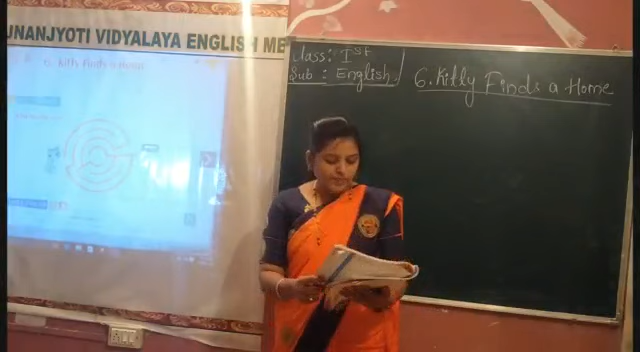 UNANJYOTI VIDYALAYA ENGLISH ME
6. Kitty Finds a Home
Class: Ist
Sub : English.
6. Kitty Finds a Home